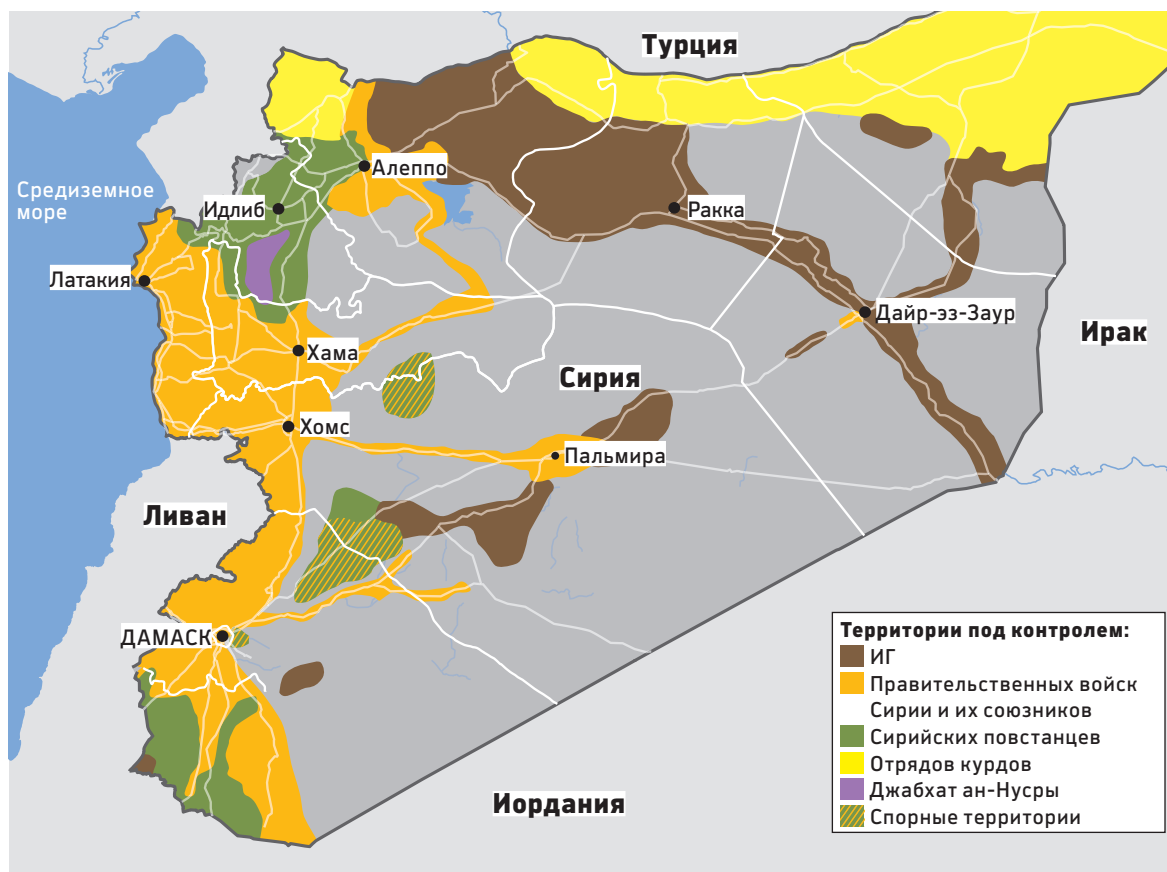 Турция
Средиземное
море
Алеппо
Идлиб
Ракка
Латакия
Дайр-эз-Заур
Ирак
Хама
Сирия
Хомс
Пальмира
Ливан
ДАМАСК
Иордания
Территории под контролем:
ИГ
Правительственных войск
Сирии и их союзников
Сирийских повстанцев
Отрядов курдов
Джабхат ан-Нусры
Спорные территории